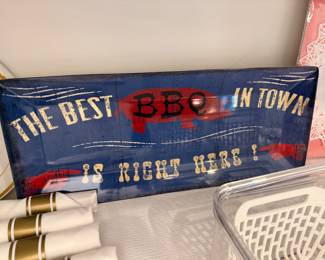 THE BEST BBQ IN TOWN
IS RIGHT HERE !